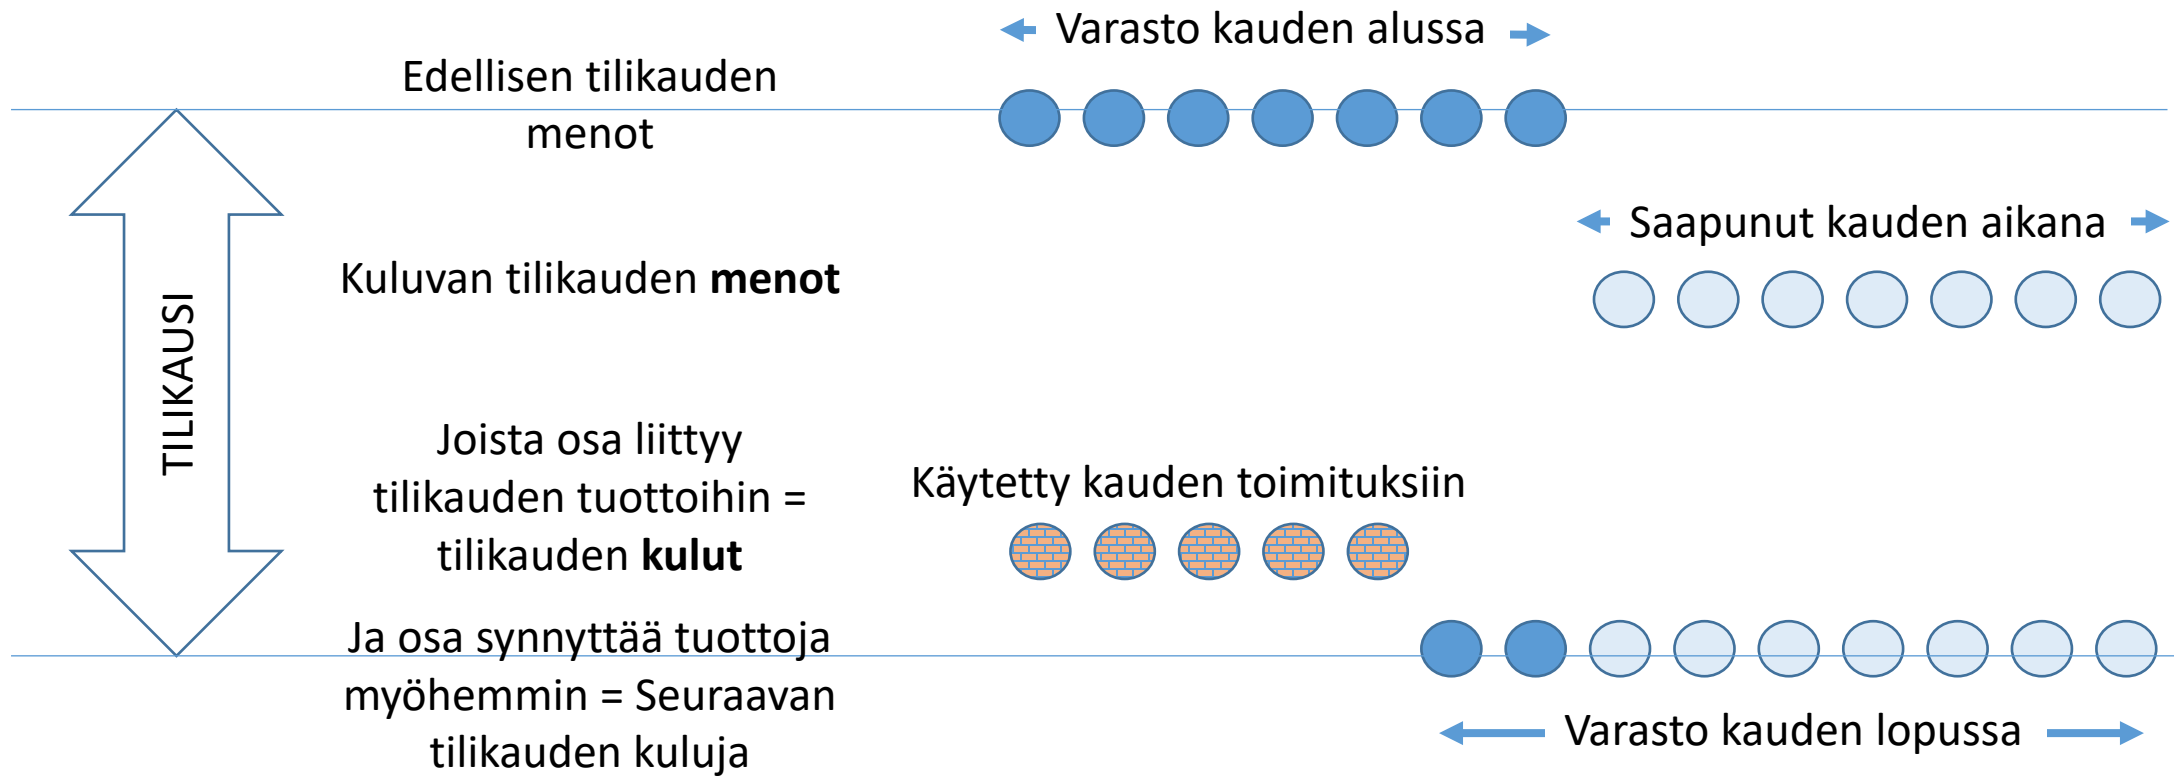 Varasto kauden alussa
Edellisen tilikauden
menot
Saapunut kauden aikana
Kuluvan tilikauden menot
TILIKAUSI
Joista osa liittyy
tilikauden tuottoihin =
tilikauden kulut
Käytetty kauden toimituksiin
Ja osa synnyttää tuottoja
myöhemmin = Seuraavan
tilikauden kuluja
Varasto kauden lopussa